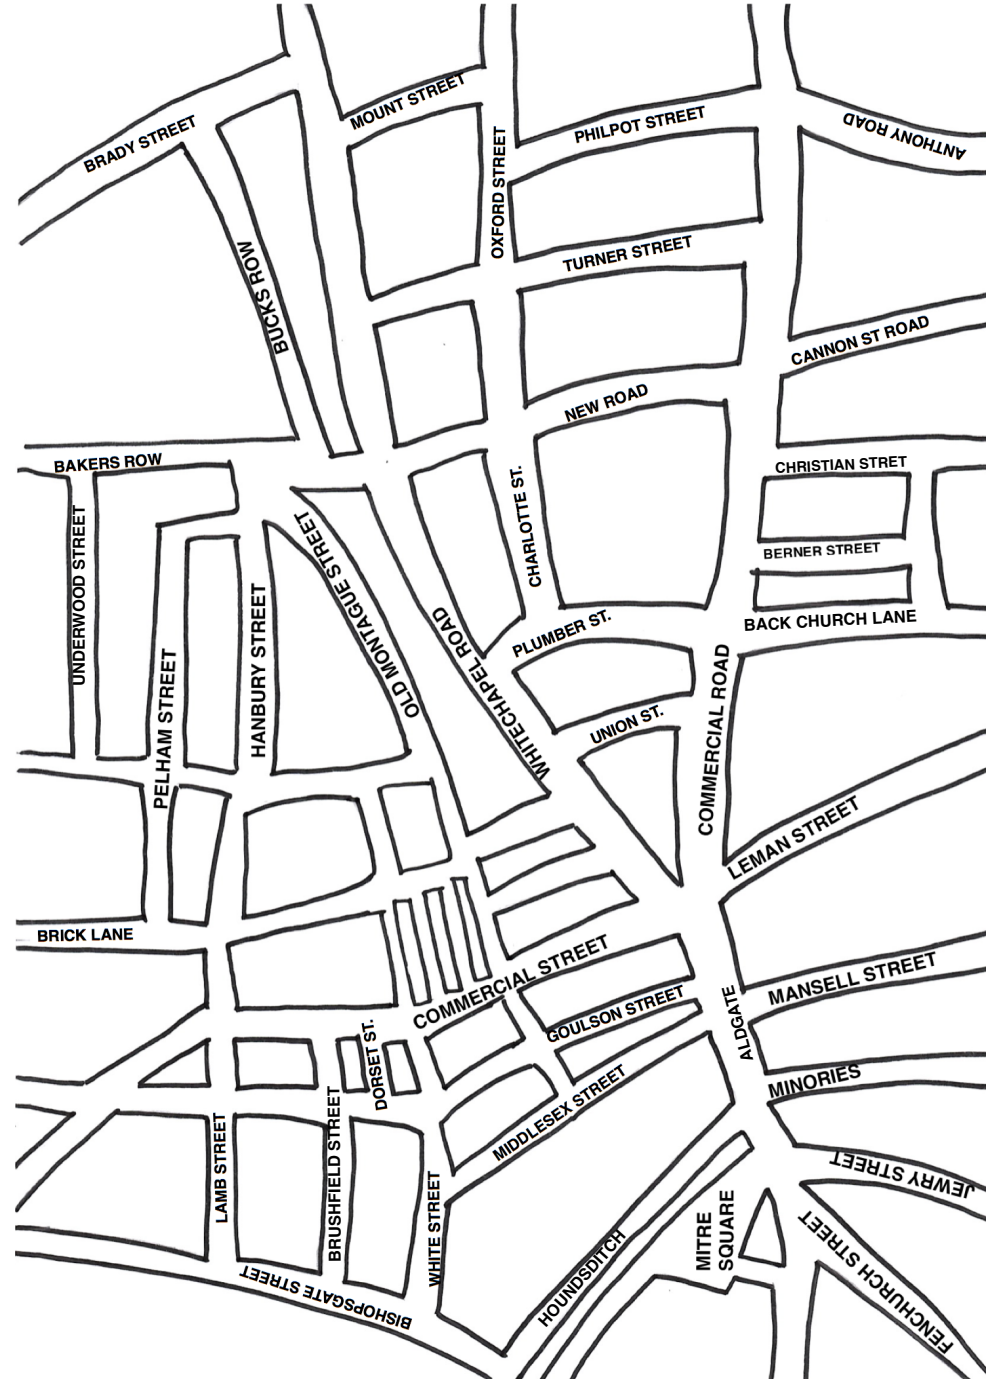 BRADY STREET
MOUNT STREET
OXFORD STREET
PHILPOT STREET
ANTHONY ROAD
BUCKS ROW
TURNER STREET
CANNON ST ROAD
NEW ROAD
BAKERS ROW
CHRISTIAN STRET
UNDERWOOD STREET
OLD MONTAGUE STREET
CHARLOTTE ST.
BERNER STREET
PELHAM STREET
HANBURY STREET
WHITECHAPEL ROAD
PLUMBER ST.
BACK CHURCH LANE
UNION ST.
COMMERCIAL ROAD
LEMAN STREET
BRICK LANE
COMMERCIAL STREET
MANSELL STREET
GOULSON STREET
ALDGATE
DORSET ST.
MINORIES
MIDDLESEX STREET
LAMB STREET
BRUSHFIELD STREET
WHITE STREET
JEWRY STREET
MITRE
SQUARE
FENCHURCH STREET
HOUNDSDITCH
BISHOPSGATE STREET